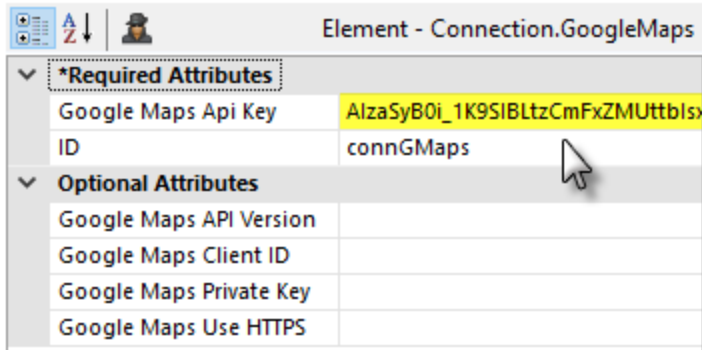 Element - Connection.GoogleMaps
*Required Attributes
Google Maps Api Key AIzaSyB0i_1K9SIBLtzCmFxZMUttbIsx
ID connGMaps
Optional Attributes
Google Maps API Version
Google Maps Client ID
Google Maps Private Key
Google Maps Use HTTPS